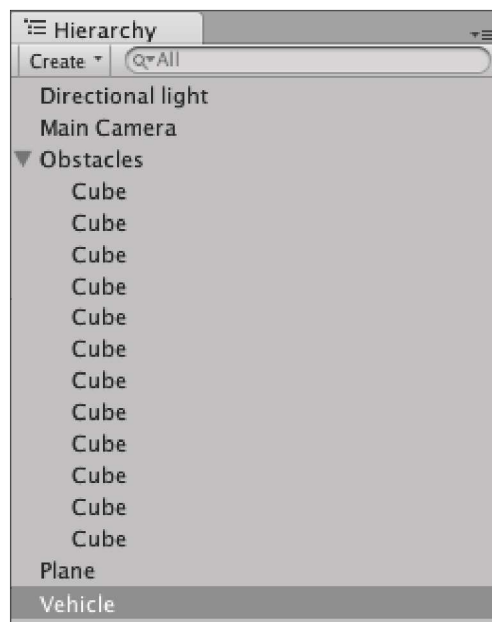 Hierarchy
Create All
Directional light
Main Camera
Obstacles
Cube
Cube
Cube
Cube
Cube
Cube
Cube
Cube
Cube
Cube
Cube
Cube
Plane
Vehicle